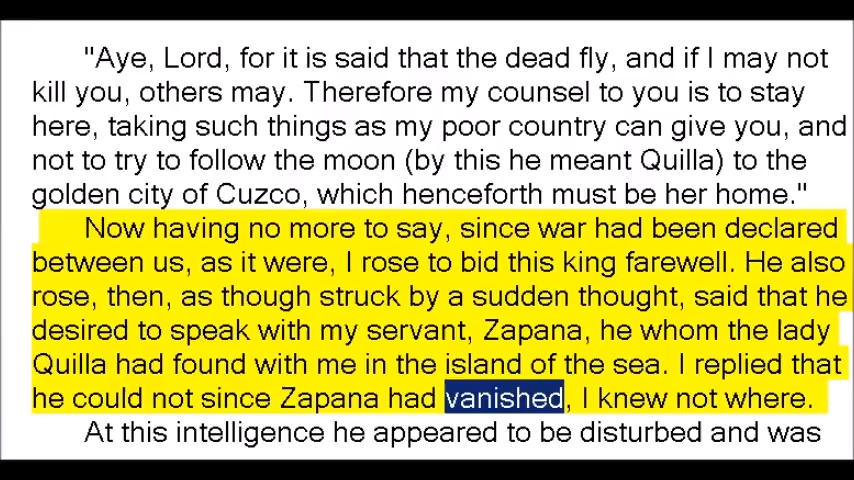 "Aye, Lord, for it is said that the dead fly, and if I may not
kill you, others may. Therefore my counsel to you is to stay
here, taking such things as my poor country can give you, and
not to try to follow the moon (by this he meant Quilla) to the
golden city of Cuzco, which henceforth must be her home."
Now having no more to say, since war had been declared
between us, as it were, I rose to bid this king farewell. He also
rose, then, as though struck by a sudden thought, said that he
desired to speak with my servant, Zapana, he whom the lady
Quilla had found with me in the island of the sea. I replied that
he could not since Zapana had vanished, I knew not where.
At this intelligence he appeared to be disturbed and was